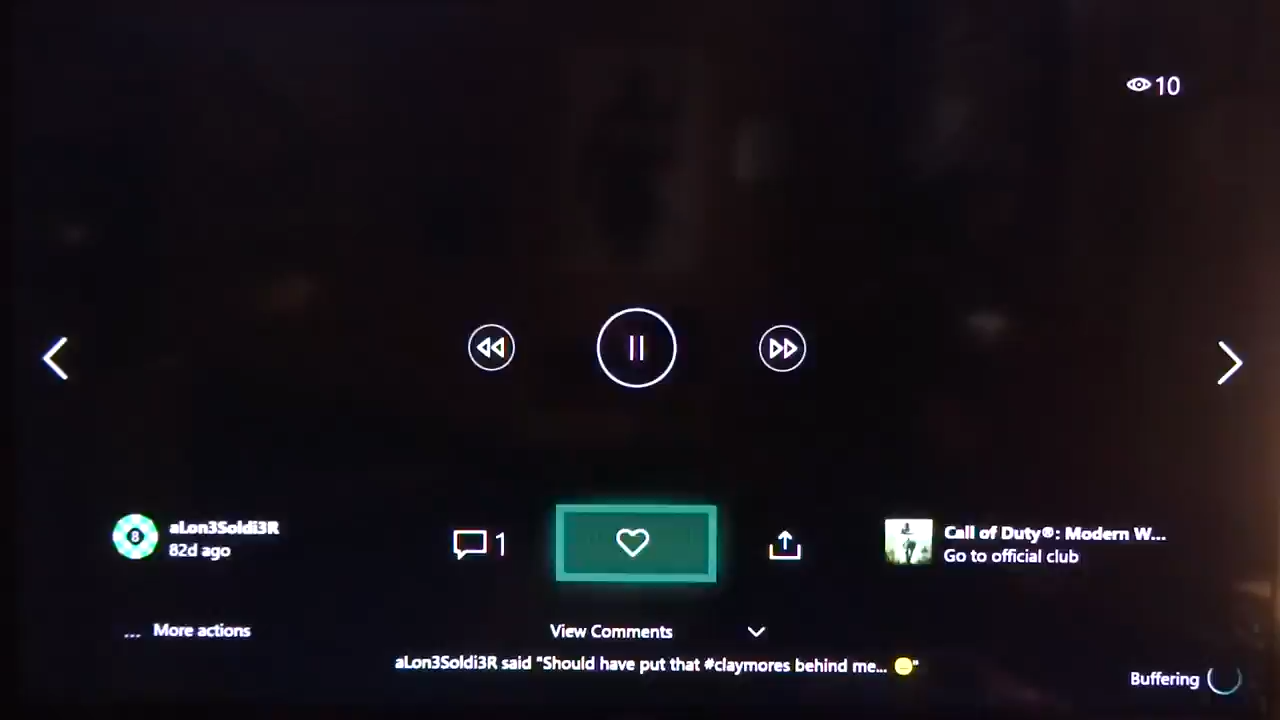 10
aLon3Soldi3R
82d ago
1
Call of Duty®: Modern W...
Go to official club
... More actions
View Comments
aLon3Soldi3R said "Should have put that #claymores behind me... 😑"
Buffering
8